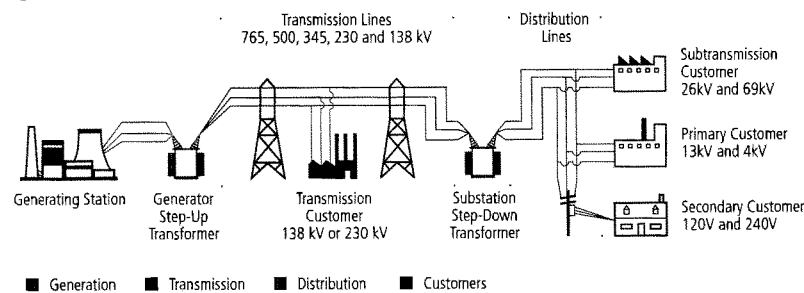 Transmission Lines
765, 500, 345, 230 and 138 kV
Distribution
Lines
Subtransmission
Customer
26kV and 69kV
Primary Customer
13kV and 4kV
Secondary Customer
120V and 240V
Generating Station
Generator
Step-Up
Transformer
Transmission
Customer
138 kV or 230 kV
Substation
Step-Down
Transformer
Generation
Transmission
Distribution
Customers